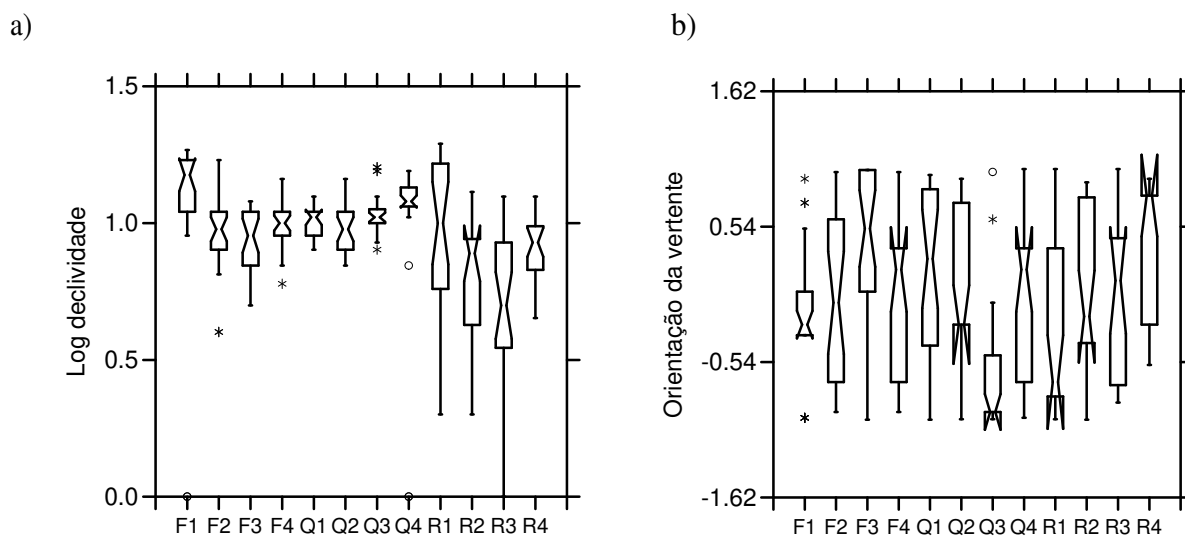 a)
b)
Log declividade
1.5
1.0
0.5
0.0
F1 F2 F3 F4 Q1 Q2 Q3 Q4 R1 R2 R3 R4
Orientação da vertente
1.62
0.54
-0.54
-1.62
F1 F2 F3 F4 Q1 Q2 Q3 Q4 R1 R2 R3 R4